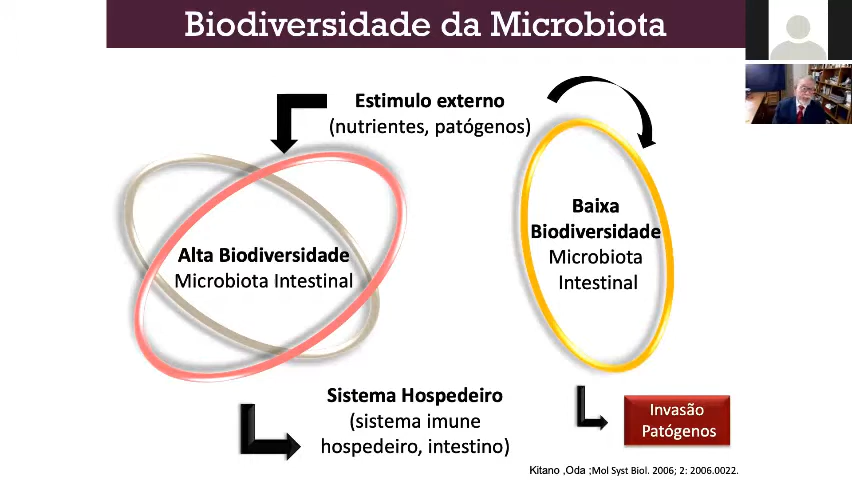 Biodiversidade da Microbiota
Estimulo externo
(nutrientes, patógenos)
Alta Biodiversidade
Microbiota Intestinal
Baixa
Biodiversidade
Microbiota
Intestinal
Sistema Hospedeiro
(sistema imune
hospedeiro, intestino)
Invasão
Patógenos
Kitano ,Oda ;Mol Syst Biol. 2006; 2: 2006.0022.